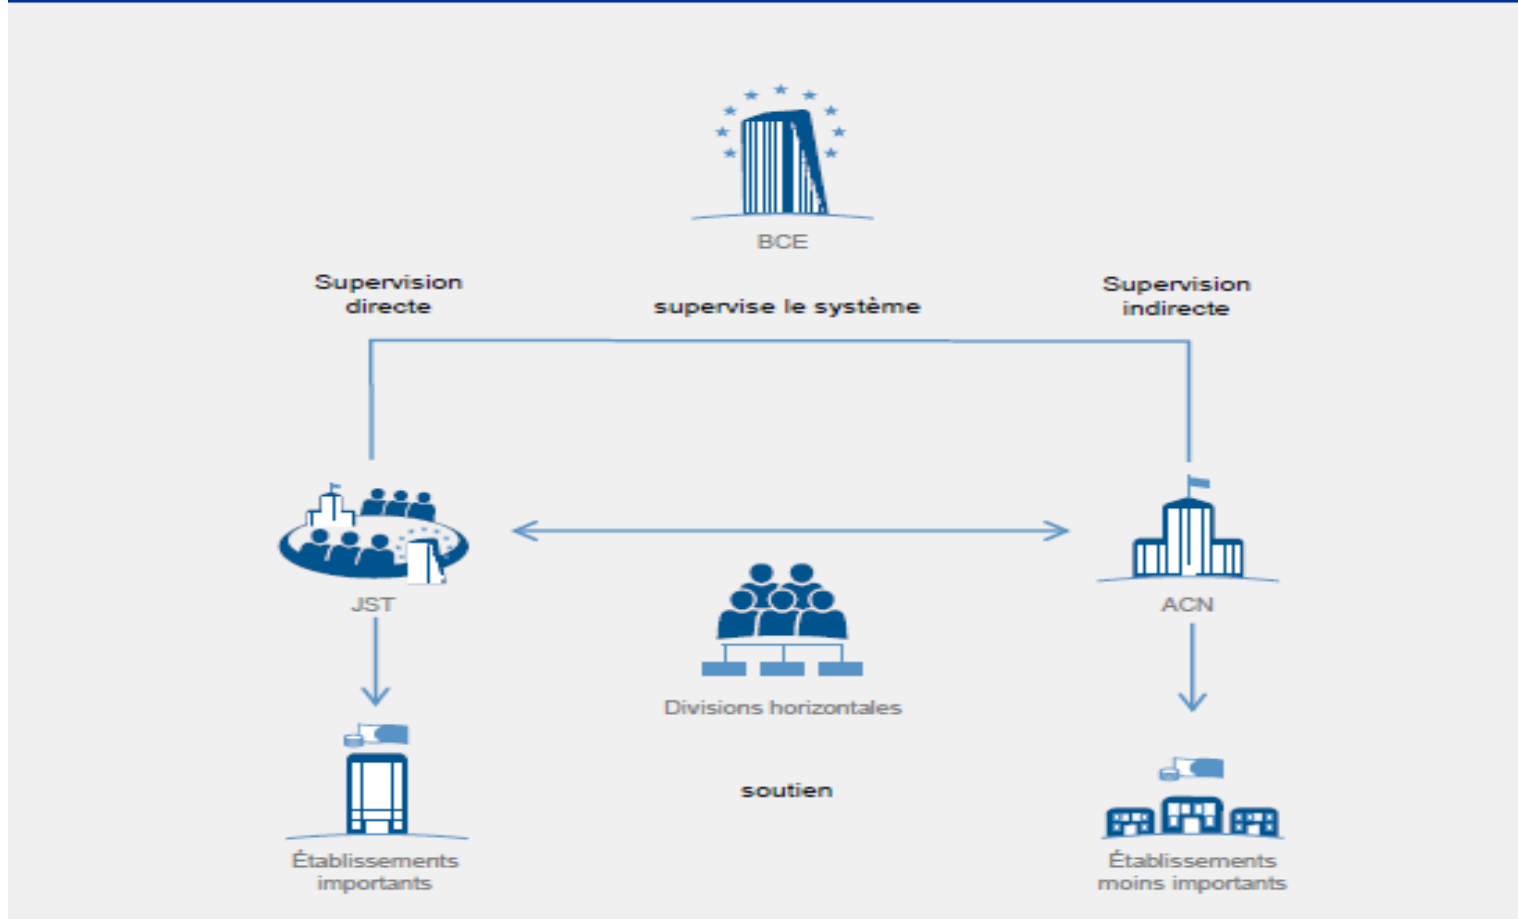 BCE
Supervision
directe
supervise le système
Supervision
indirecte
JST
ACN
Divisions horizontales
soutien
Établissements
importants
Établissements
moins importants